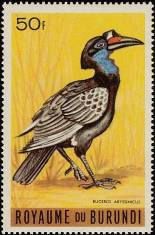 50F
BUCEROS ABYSSINICUS
ROYAUME DU BURUNDI